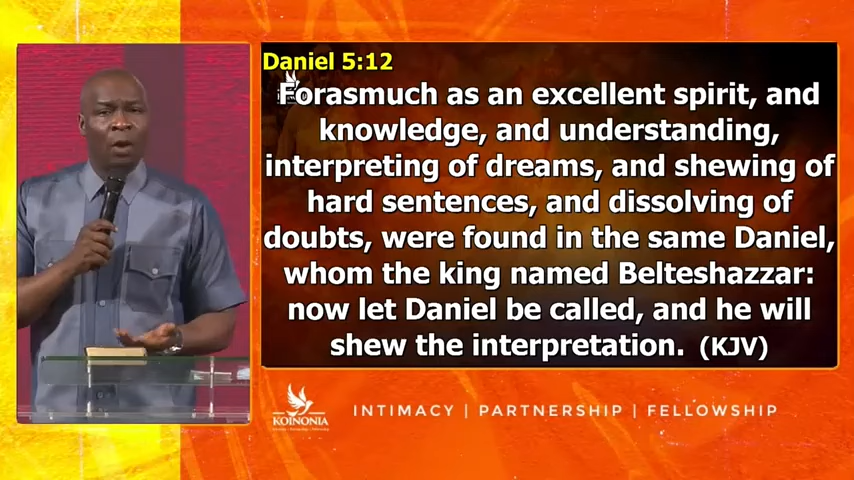 Daniel 5:12
Forasmuch as an excellent spirit, and
knowledge, and understanding,
interpreting of dreams, and shewing of
hard sentences, and dissolving of
doubts, were found in the same Daniel,
whom the king named Belteshazzar:
now let Daniel be called, and he will
shew the interpretation. (KJV)
KOINONIA
INTIMACY | PARTNERSHIP | FELLOWSHIP